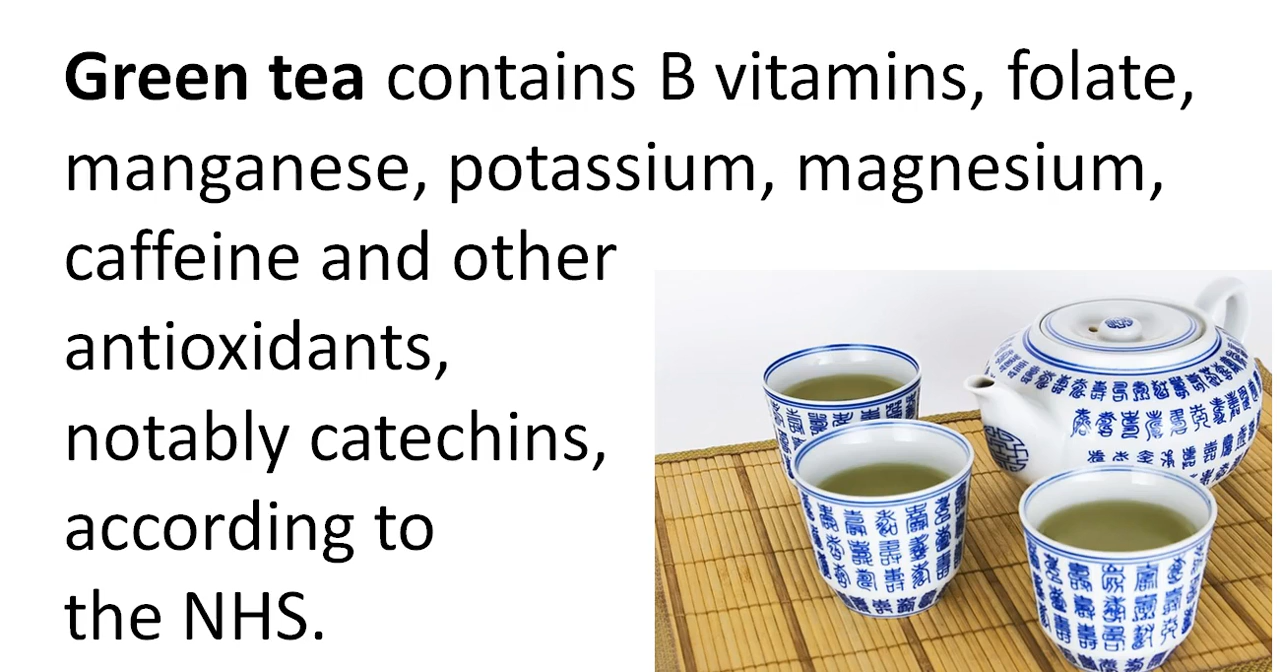 Green tea contains B vitamins, folate,
manganese, potassium, magnesium,
caffeine and other
antioxidants,
notably catechins,
according to
the NHS.